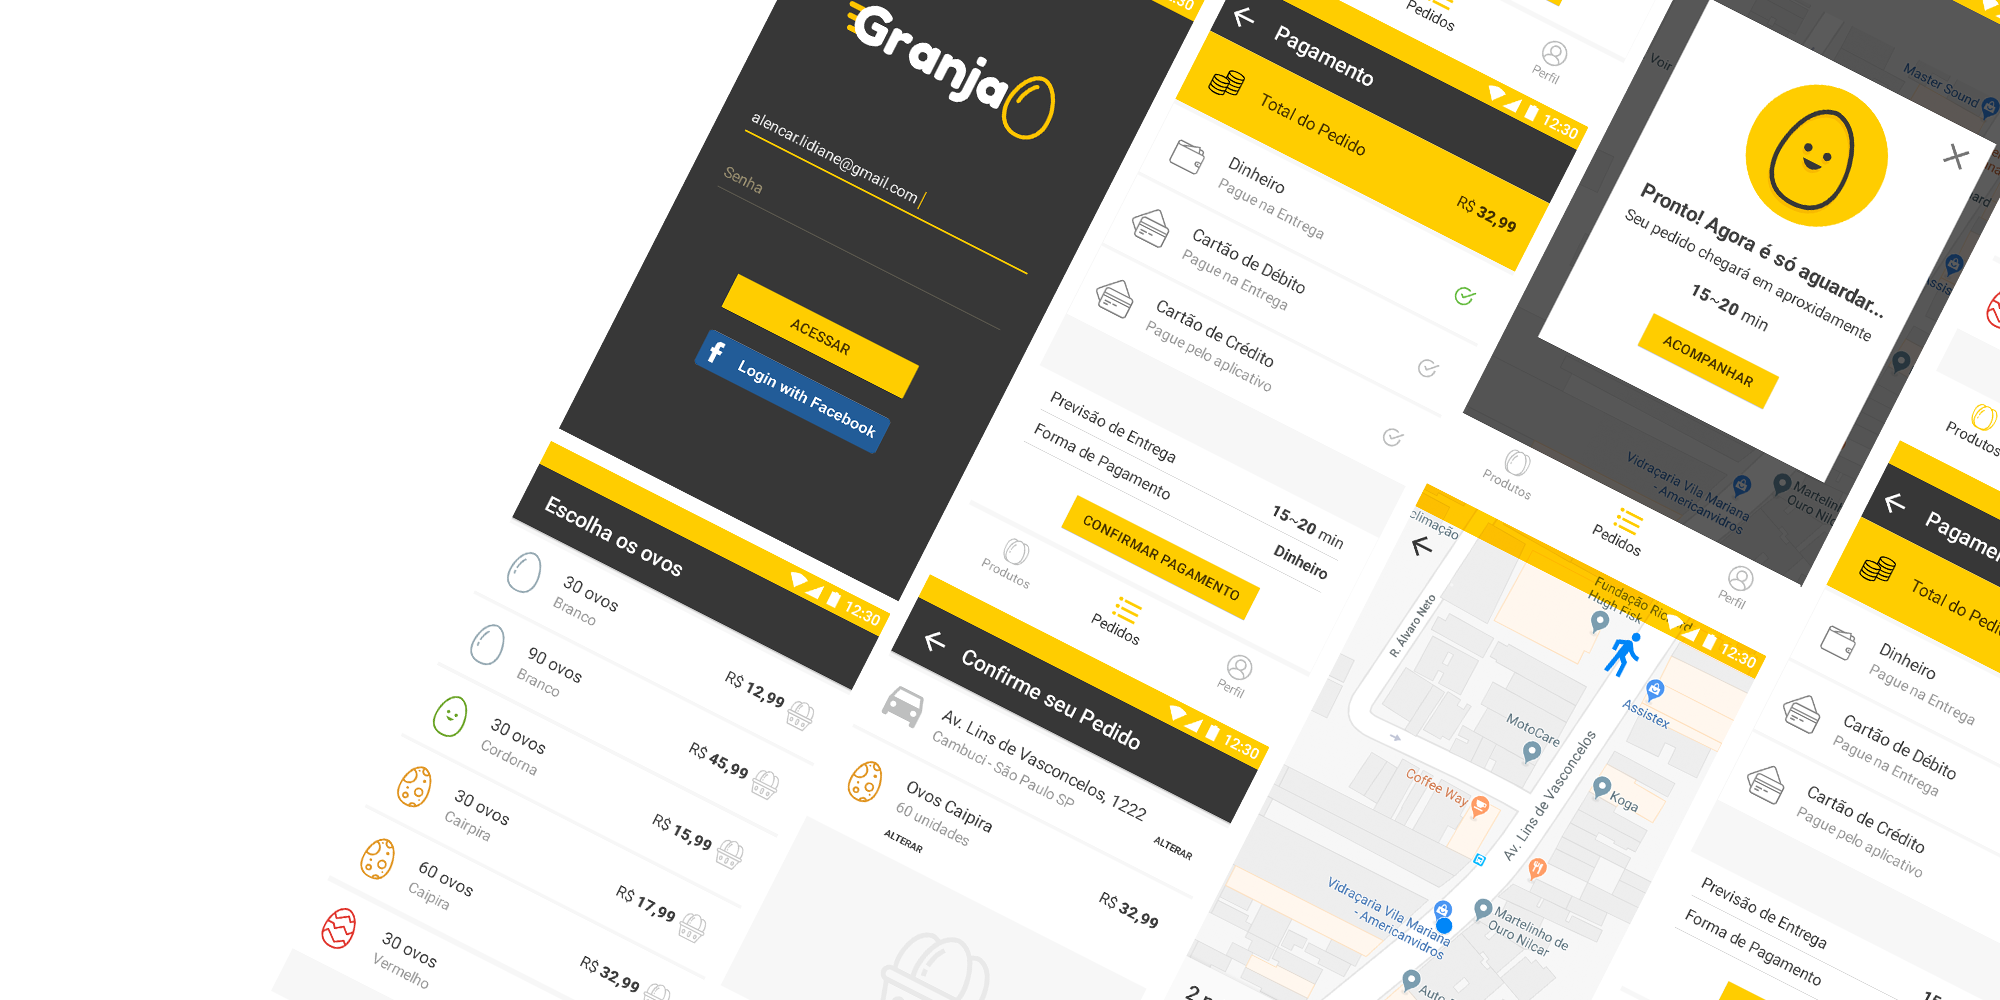 Granja
alencar.lidiane@gmail.com
Senha
ACESSAR
Login with Facebook
Escolha os ovos
12:30
30 ovos
Branco
R$ 12,99
90 ovos
Branco
R$ 45,99
30 ovos
Cordorna
R$ 15,99
30 ovos
Cairpira
R$ 17,99
60 ovos
Caipira
R$ 32,99
30 ovos
Vermelho
Pedidos
Perfil
12:30
Pagamento
Total do Pedido
R$ 32,99
Dinheiro
Pague na Entrega
Cartão de Débito
Pague na Entrega
Cartão de Crédito
Pague pelo aplicativo
Previsão de Entrega
15~20 min
Forma de Pagamento
Dinheiro
CONFIRMAR PAGAMENTO
Produtos
Pedidos
Perfil
12:30
Confirme seu Pedido
Av. Lins de Vasconcelos, 1222
Cambuci - São Paulo SP
ALTERAR
Ovos Caipira
60 unidades
ALTERAR
R$ 32,99
Master Sound
Pronto! Agora é só aguardar...
Seu pedido chegará em aproxidamente
15~20 min
ACOMPANHAR
Vidraçaria Vila Mariana
- Americanvidros
Martelinho
Ouro Nilcar
Produtos
Pedidos
Perfil
12:30
Fundação
Hugh Fisk
R. Álvaro Neto
Assistex
MotoCare
Coffee Way
Koga
Av. Lins de Vasconcelos
Vidraçaria Vila Mariana
- Americanvidros
Martelinho de
Ouro Nilcar
Produtos
Pagame
Total do Pedi
Dinheiro
Pague na Entrega
Cartão de Débito
Pague na Entrega
Cartão de Crédito
Pague pelo aplicativo
Previsão de Entrega
Forma de Pagamento